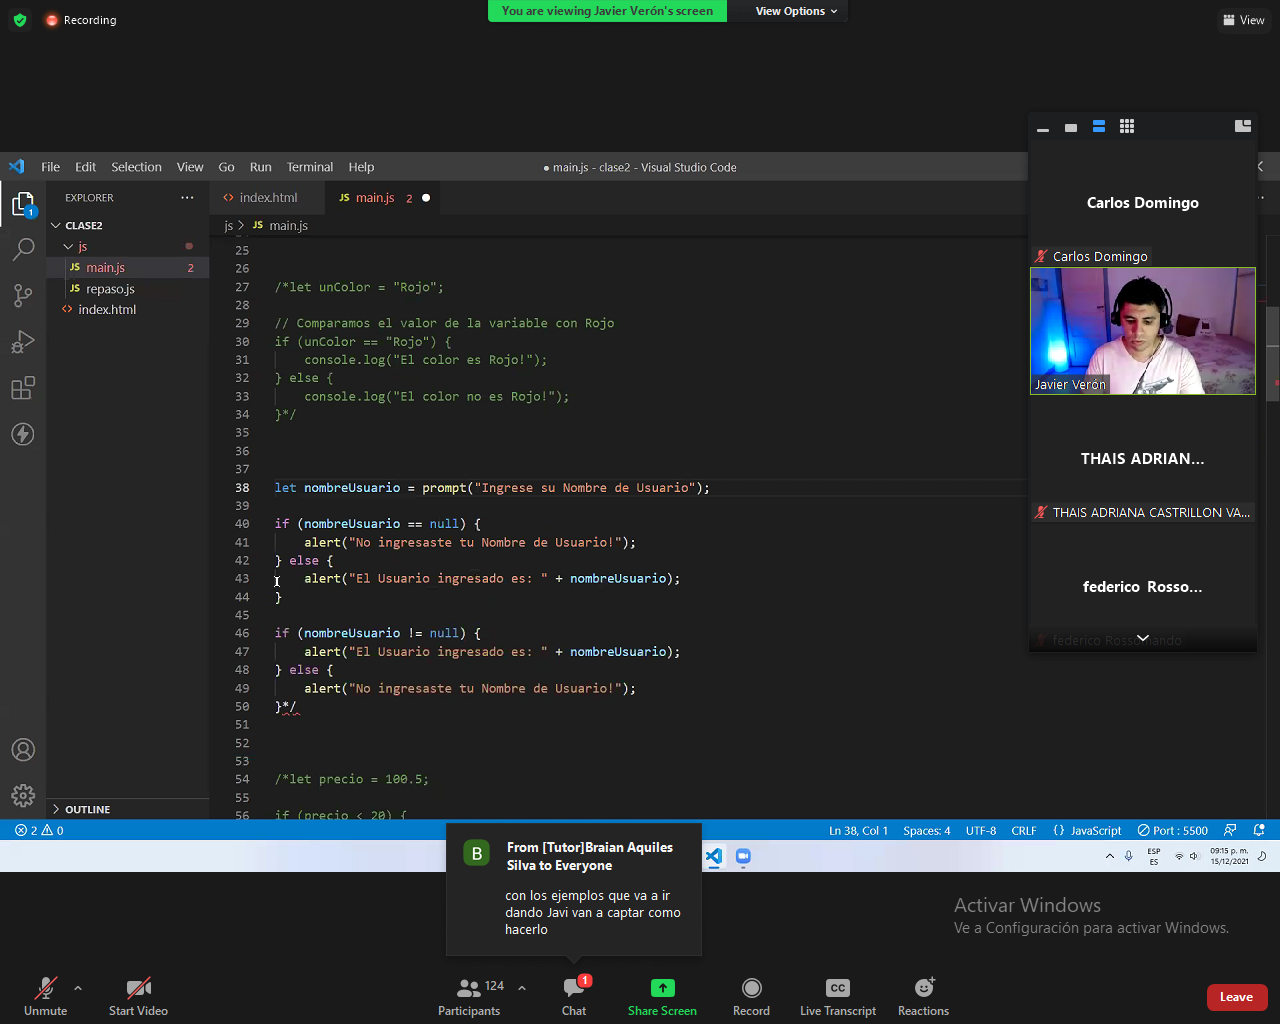 Recording
You are viewing Javier Verón's screen
View Options
View
File Edit Selection View Go Run Terminal Help
● main.js - clase2 - Visual Studio Code
EXPLORER
CLASE2
js
JS main.js 2
JS repaso.js
<> index.html
OUTLINE
<> index.html
JS main.js 2
js > JS main.js
25
26
27 /*let unColor = "Rojo";
28
29 // Comparamos el valor de la variable con Rojo
30 if (unColor == "Rojo") {
31 console.log("El color es Rojo!");
32 } else {
33 console.log("El color no es Rojo!");
34 }*/
35
36
37
38 let nombreUsuario = prompt("Ingrese su Nombre de Usuario");
39
40 if (nombreUsuario == null) {
41 alert("No ingresaste tu Nombre de Usuario!");
42 } else {
43 alert("El Usuario ingresado es: " + nombreUsuario);
44 }
45
46 if (nombreUsuario != null) {
47 alert("El Usuario ingresado es: " + nombreUsuario);
48 } else {
49 alert("No ingresaste tu Nombre de Usuario!");
50 }*/
51
52
53
54 /*let precio = 100.5;
55
56 if (precio < 20) {
Carlos Domingo
Carlos Domingo
Javier Verón
THAIS ADRIAN...
THAIS ADRIANA CASTRILLON VA...
federico Rosso...
federico Rossomando
1
2 0
Ln 38, Col 1 Spaces: 4 UTF-8 CRLF {} JavaScript Port : 5500
B
From [Tutor]Braian Aquiles
Silva to Everyone
con los ejemplos que va a ir
dando Javi van a captar como
hacerlo
ESP
ES
09:15 p. m.
15/12/2021
Activar Windows
Ve a Configuración para activar Windows.
Unmute
Start Video
124
Participants
1
Chat
Share Screen
Record
CC
Live Transcript
Reactions
Leave